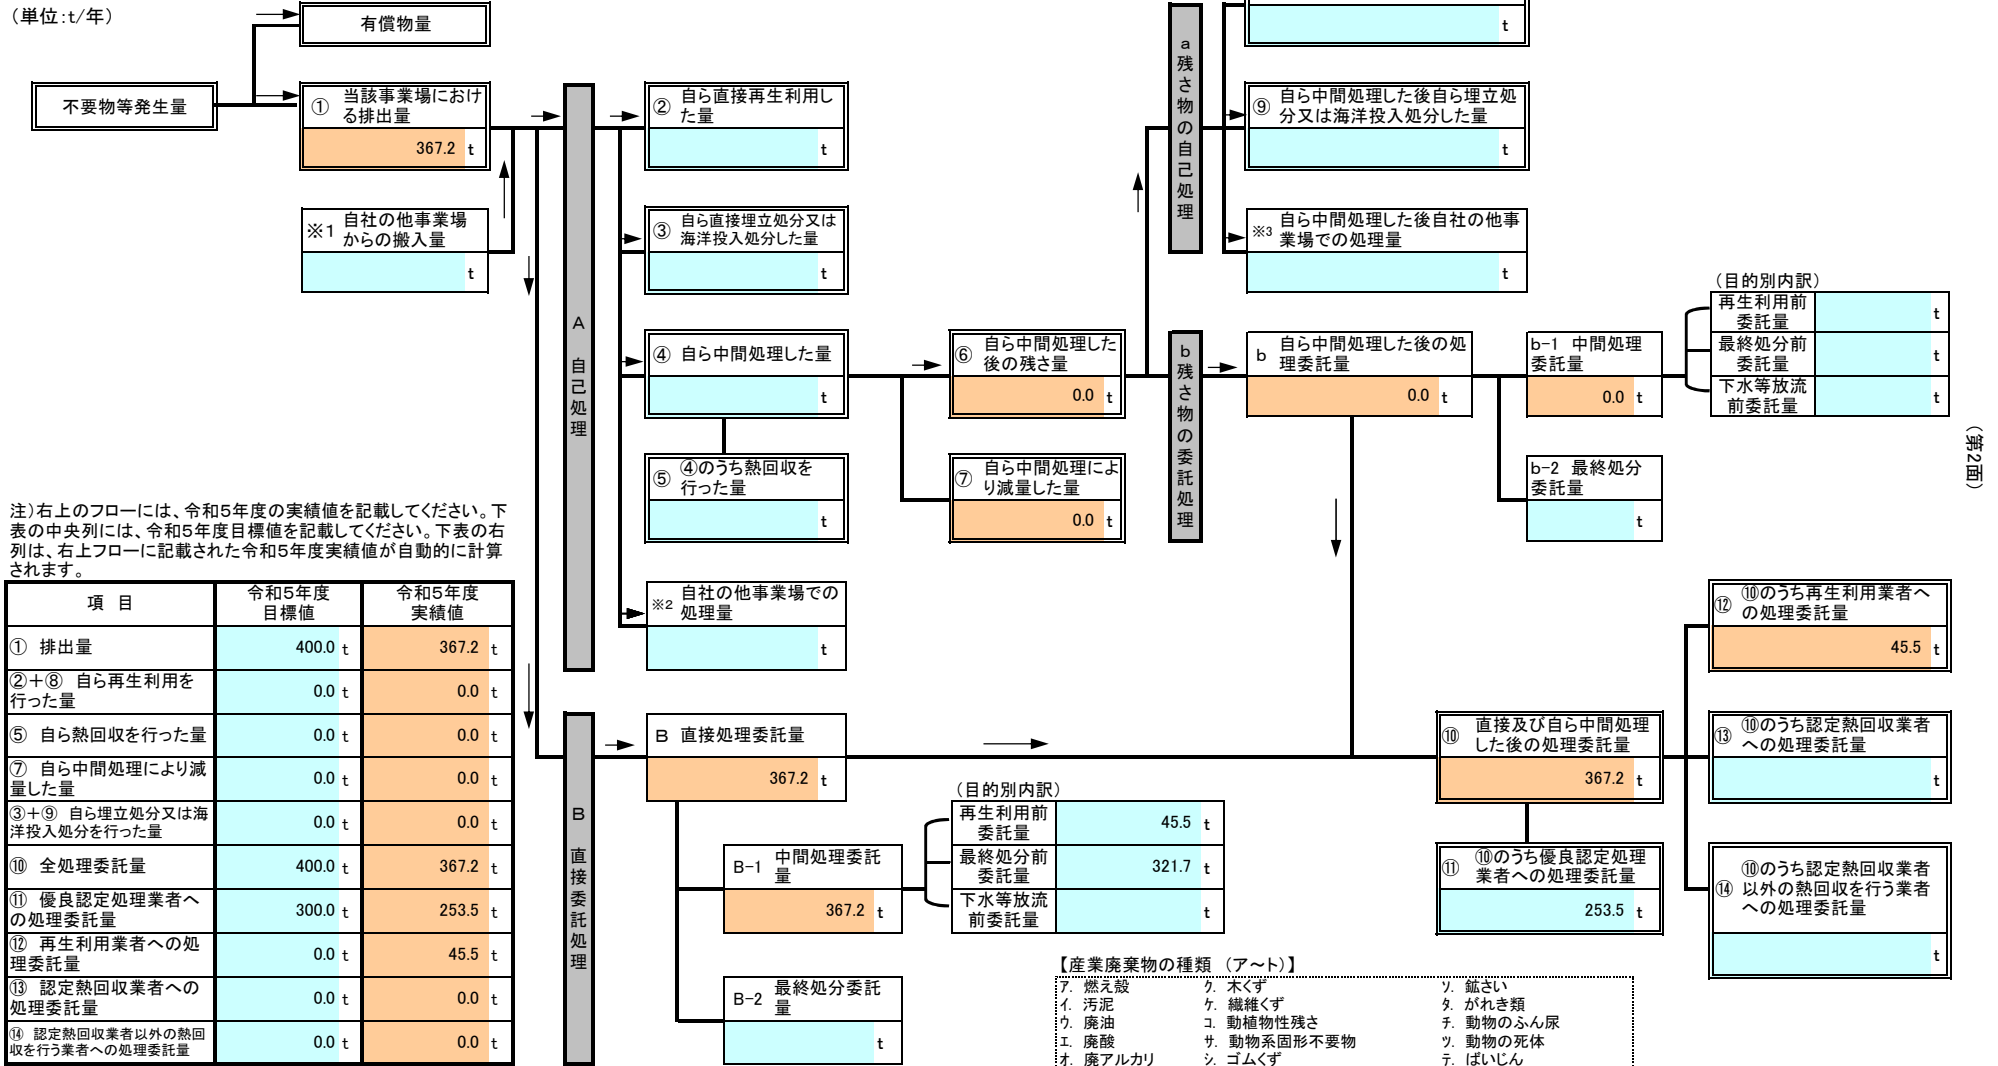 （単位:t/年）
有償物量
不要物等発生量
① 当該事業場におけ
る排出量
367.2 t
※1 自社の他事業場
からの搬入量
t
A 自己処理
② 自ら直接再生利用し
た量
t
③ 自ら直接埋立処分又は
海洋投入処分した量
t
④ 自ら中間処理した量
t
⑤ ④のうち熱回収を
行った量
t
※2 自社の他事業場での
処理量
t
⑥ 自ら中間処理した
後の残さ量
0.0 t
⑦ 自ら中間処理によ
り減量した量
0.0 t
a 残さ物の自己処理
t
⑨ 自ら中間処理した後自ら埋立処
分又は海洋投入処分した量
t
※3 自ら中間処理した後自社の他事
業場での処理量
t
b 残さ物の委託処理
b 自ら中間処理した後の処
理委託量
0.0 t
b-1 中間処理
委託量
0.0 t
b-2 最終処分
委託量
t
（目的別内訳）
再生利用前
委託量
t
最終処分前
委託量
t
下水等放流
前委託量
t
（第2面）
注）右上のフローには、令和5年度の実績値を記載してください。下
表の中央列には、令和5年度目標値を記載してください。下表の右
列は、右上フローに記載された令和5年度実績値が自動的に計算
されます。
項 目
令和5年度
目標値
令和5年度
実績値
① 排出量
400.0 t
367.2 t
②＋⑧ 自ら再生利用を
行った量
0.0 t
0.0 t
⑤ 自ら熱回収を行った量
0.0 t
0.0 t
⑦ 自ら中間処理により減
量した量
0.0 t
0.0 t
③＋⑨ 自ら埋立処分又は海
洋投入処分を行った量
0.0 t
0.0 t
⑩ 全処理委託量
400.0 t
367.2 t
⑪ 優良認定処理業者へ
の処理委託量
300.0 t
253.5 t
⑫ 再生利用業者への処
理委託量
0.0 t
45.5 t
⑬ 認定熱回収業者への
処理委託量
0.0 t
0.0 t
⑭ 認定熱回収業者以外の熱回
収を行う業者への処理委託量
0.0 t
0.0 t
B 直接委託処理
B 直接処理委託量
367.2 t
B-1 中間処理委託
量
367.2 t
B-2 最終処分委託
量
t
（目的別内訳）
再生利用前
委託量
45.5 t
最終処分前
委託量
321.7 t
下水等放流
前委託量
t
⑩ 直接及び自ら中間処理
した後の処理委託量
367.2 t
⑪ ⑩のうち優良認定処理
業者への処理委託量
253.5 t
⑫ ⑩のうち再生利用業者へ
の処理委託量
45.5 t
⑬ ⑩のうち認定熱回収業者
への処理委託量
t
⑭ ⑩のうち認定熱回収業者
以外の熱回収を行う業者
への処理委託量
t
【産業廃棄物の種類 （ア～ト）】
ア. 燃え殻 ク. 木くず ソ. 鉱さい
イ. 汚泥 ケ. 繊維くず タ. がれき類
ウ. 廃油 コ. 動植物性残さ チ. 動物のふん尿
エ. 廃酸 サ. 動物系固形不要物 ツ. 動物の死体
オ. 廃アルカリ シ. ゴムくず テ. ばいじん